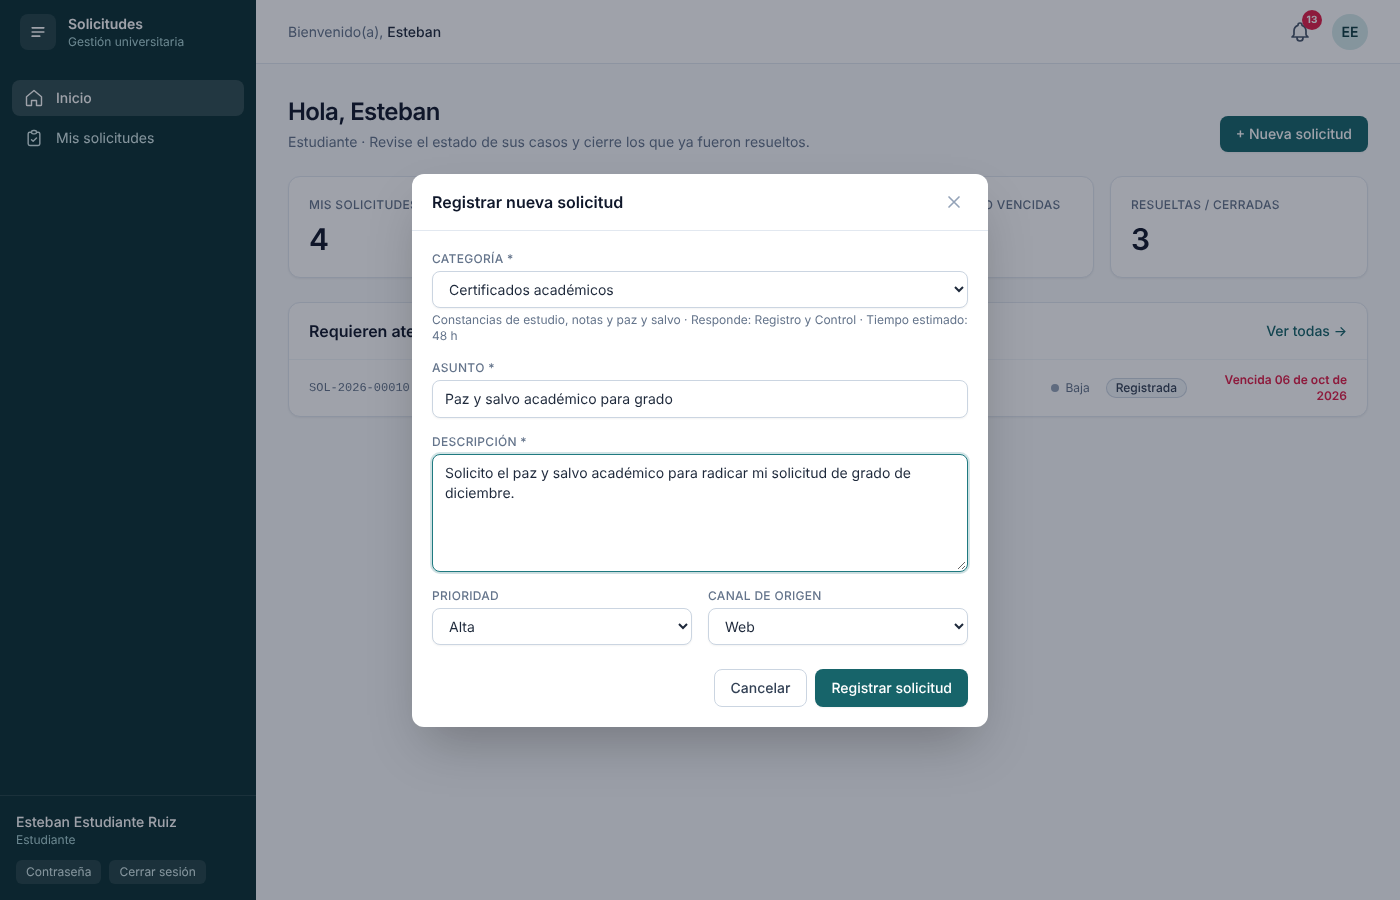 Solicitudes
Gestión universitaria
Inicio
Mis solicitudes
Esteban Estudiante Ruiz
Estudiante
Contraseña
Cerrar sesión
Bienvenido(a), Esteban
13
EE
Hola, Esteban
Estudiante · Revise el estado de sus casos y cierre los que ya fueron resueltos.
+ Nueva solicitud
MIS SOLICITUDES
4
O VENCIDAS
RESUELTAS / CERRADAS
3
Requieren ate
Ver todas →
SOL-2026-00010
Baja
Registrada
Vencida 06 de oct de
2026
Registrar nueva solicitud
CATEGORÍA *
Certificados académicos
Constancias de estudio, notas y paz y salvo · Responde: Registro y Control · Tiempo estimado:
48 h
ASUNTO *
Paz y salvo académico para grado
DESCRIPCIÓN *
Solicito el paz y salvo académico para radicar mi solicitud de grado de
diciembre.
PRIORIDAD
CANAL DE ORIGEN
Alta
Web
Cancelar
Registrar solicitud